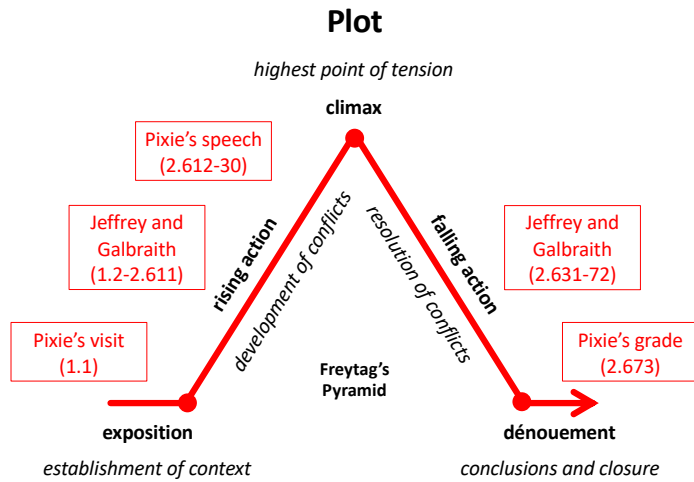 Plot
highest point of tension
climax
Pixie's speech
(2.612-30)
Jeffrey and
Galbraith
(1.2-2.611)
rising action
development of conflicts
resolution of conflicts
falling action
Jeffrey and
Galbraith
(2.631-72)
Pixie's visit
(1.1)
Freytag's
Pyramid
Pixie's grade
(2.673)
exposition
establishment of context
dénouement
conclusions and closure